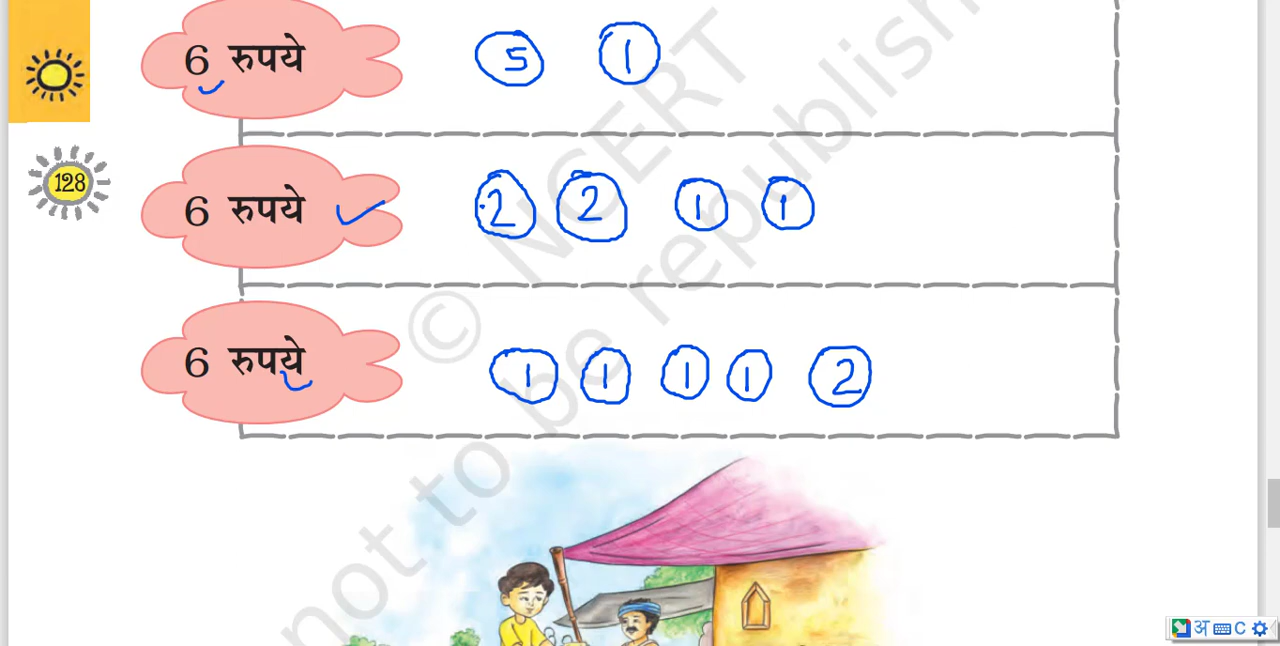 6 रुपये 5 1
128
6 रुपये 2 2 1 1
6 रुपये 1 1 1 1 2
© NCERT
not to be republish
अ C